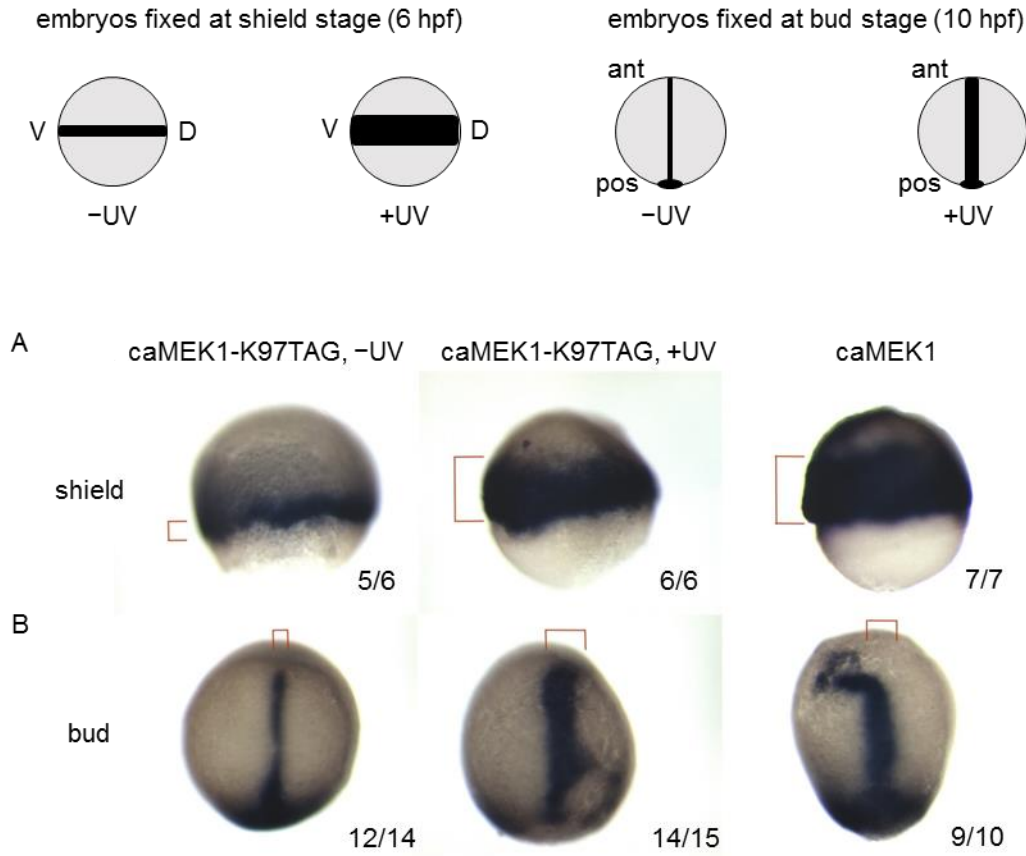 embryos fixed at shield stage (6 hpf)
embryos fixed at bud stage (10 hpf)
V
D
−UV
V
D
+UV
ant
pos
−UV
ant
pos
+UV
A
caMEK1-K97TAG, −UV
caMEK1-K97TAG, +UV
caMEK1
shield
5/6
6/6
7/7
B
bud
12/14
14/15
9/10